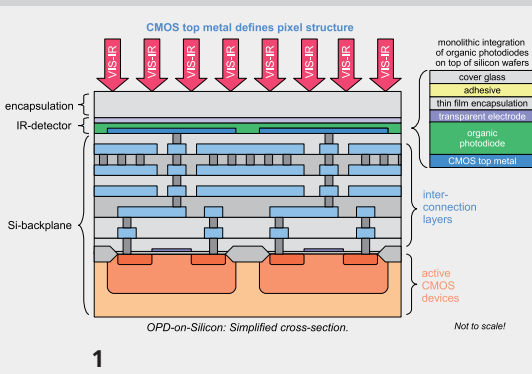 CMOS top metal defines pixel structure
VIS-IR
VIS-IR
VIS-IR
VIS-IR
VIS-IR
VIS-IR
VIS-IR
VIS-IR
monolithic integration
of organic photodiodes
on top of silicon wafers
cover glass
adhesive
thin film encapsulation
transparent electrode
organic
photodiode
CMOS top metal
encapsulation
IR-detector
Si-backplane
inter-
connection
layers
active
CMOS
devices
OPD-on-Silicon: Simplified cross-section.
Not to scale!
1